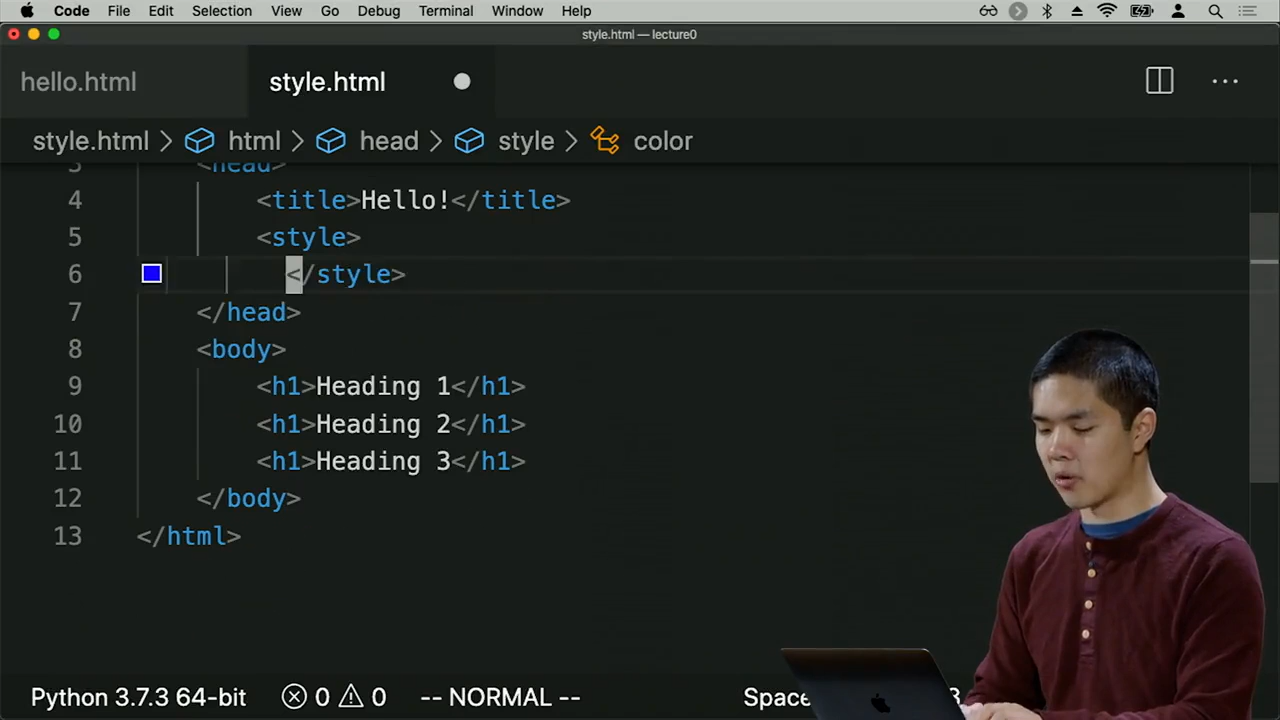 Code File Edit Selection View Go Debug Terminal Window Help
style.html — lecture0
hello.html style.html
style.html > html > head > style > color
3 <head>
4 <title>Hello!</title>
5 <style>
6 </style>
7 </head>
8 <body>
9 <h1>Heading 1</h1>
10 <h1>Heading 2</h1>
11 <h1>Heading 3</h1>
12 </body>
13 </html>
Python 3.7.3 64-bit 0 0 -- NORMAL --